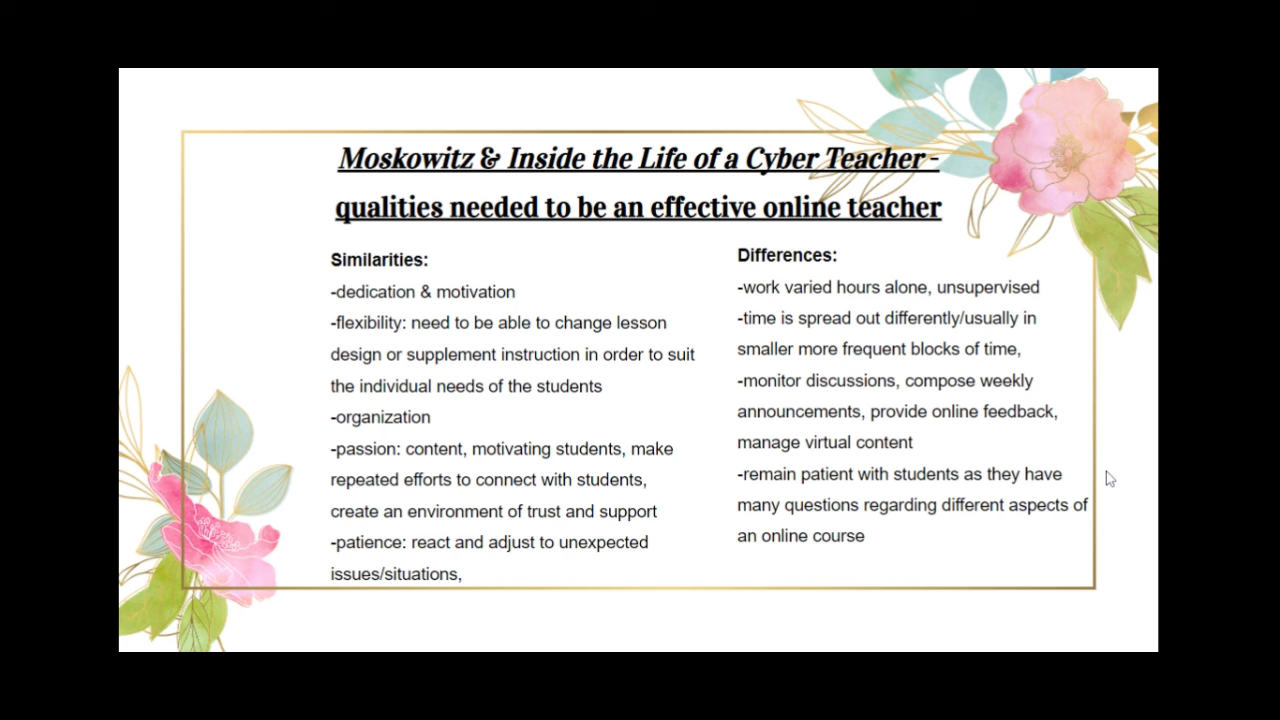 Moskowitz & Inside the Life of a Cyber Teacher -
qualities needed to be an effective online teacher
Similarities:
-dedication & motivation
-flexibility: need to be able to change lesson
design or supplement instruction in order to suit
the individual needs of the students
-organization
-passion: content, motivating students, make
repeated efforts to connect with students,
create an environment of trust and support
-patience: react and adjust to unexpected
issues/situations,
Differences:
-work varied hours alone, unsupervised
-time is spread out differently/usually in
smaller more frequent blocks of time,
-monitor discussions, compose weekly
announcements, provide online feedback,
manage virtual content
-remain patient with students as they have
many questions regarding different aspects of
an online course